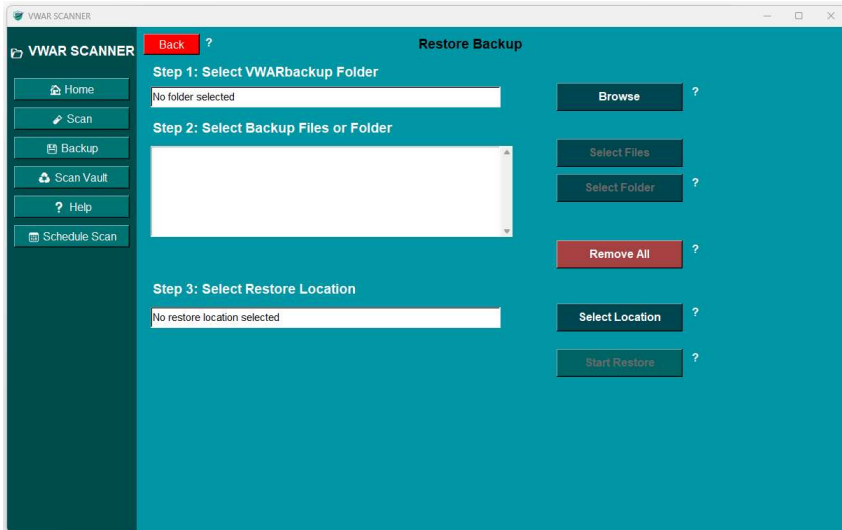 VWAR SCANNER
VWAR SCANNER
Home
Scan
Backup
Scan Vault
? Help
Schedule Scan
Back ?
Restore Backup
Step 1: Select VWARbackup Folder
No folder selected
Browse ?
Step 2: Select Backup Files or Folder
Select Files
Select Folder ?
Remove All ?
Step 3: Select Restore Location
No restore location selected
Select Location ?
Start Restore ?